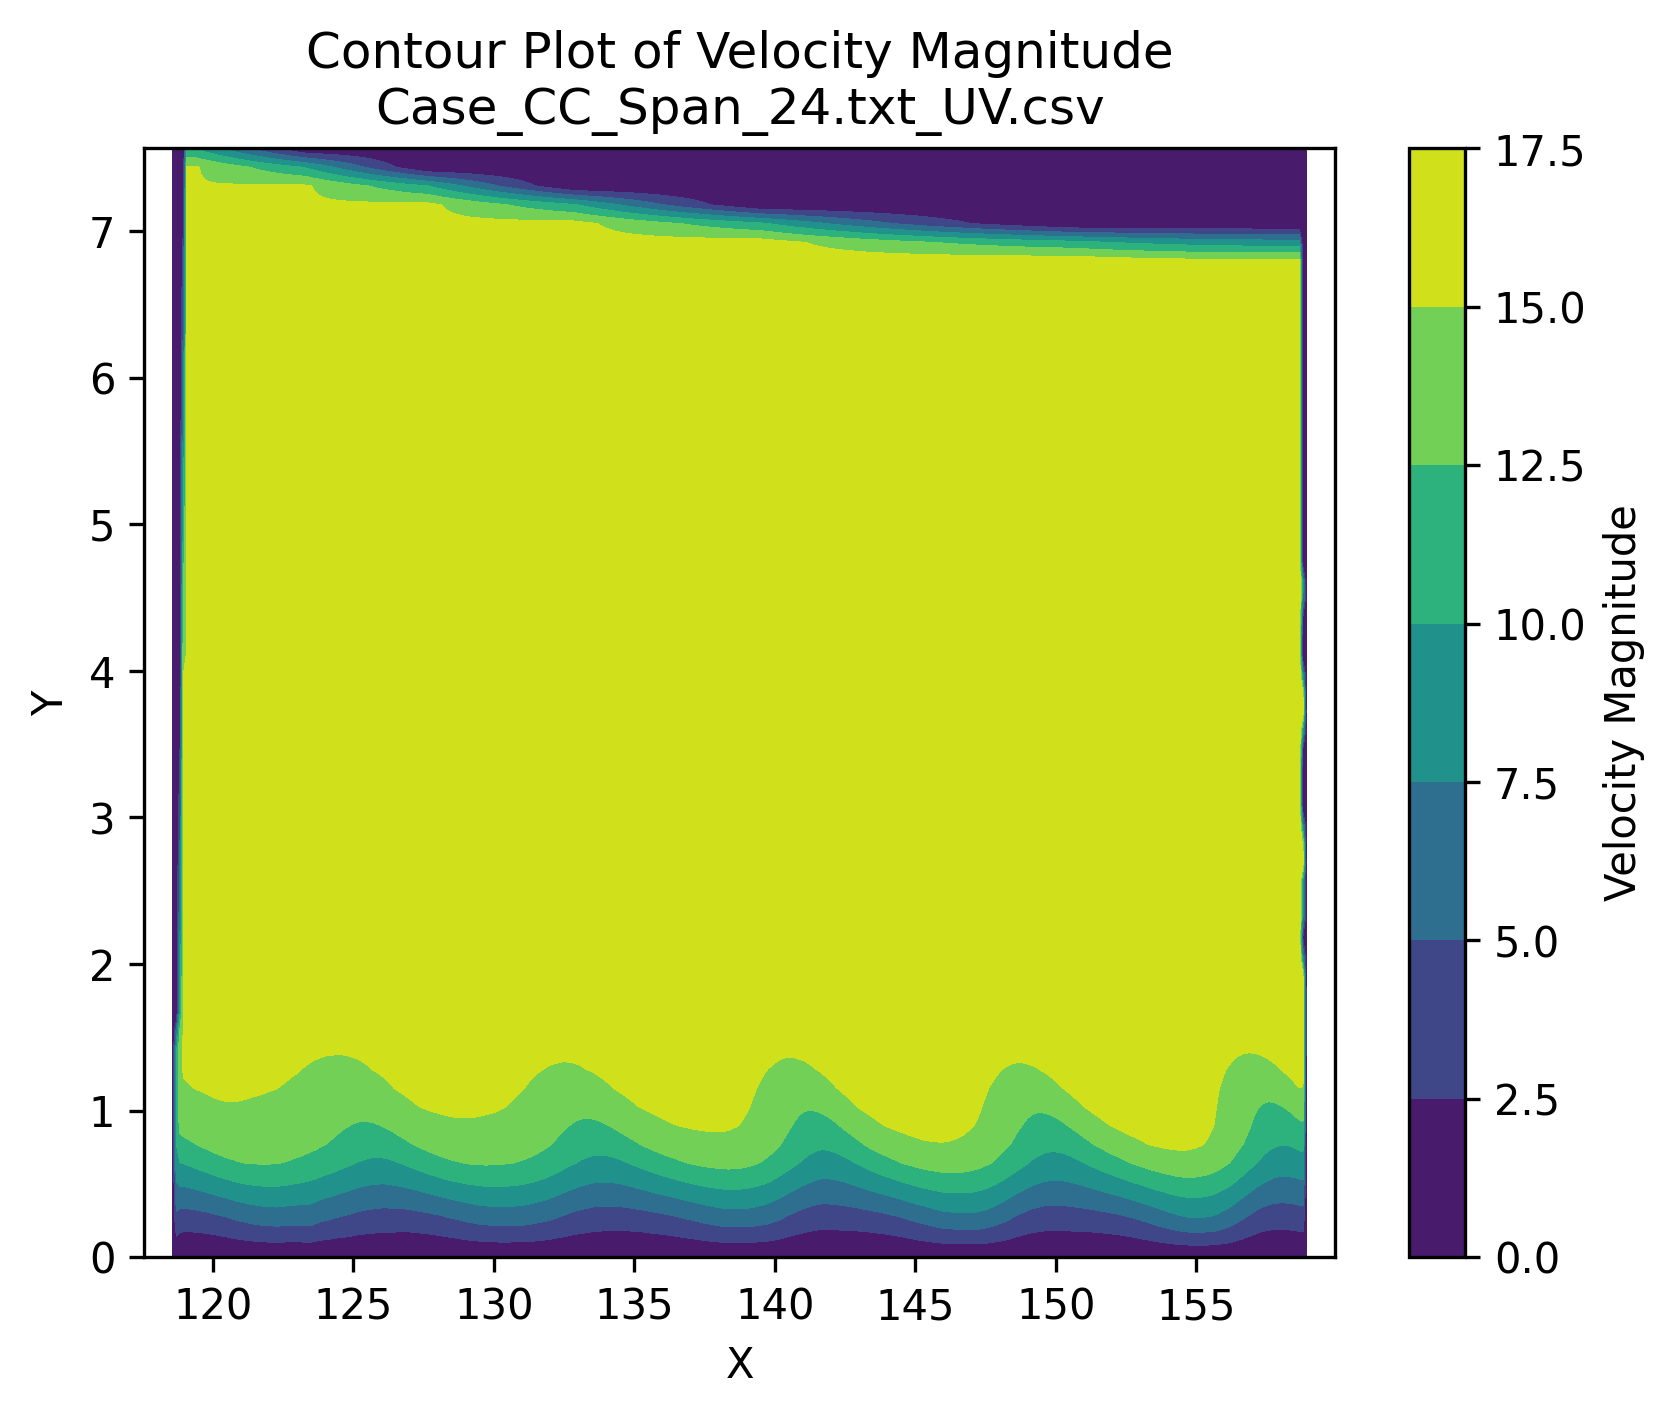 Contour Plot of Velocity Magnitude
Case_CC_Span_24.txt_UV.csv
7
6
5
4
3
2
1
0
Y
120 125 130 135 140 145 150 155
X
17.5
15.0
12.5
10.0
7.5
5.0
2.5
0.0
Velocity Magnitude